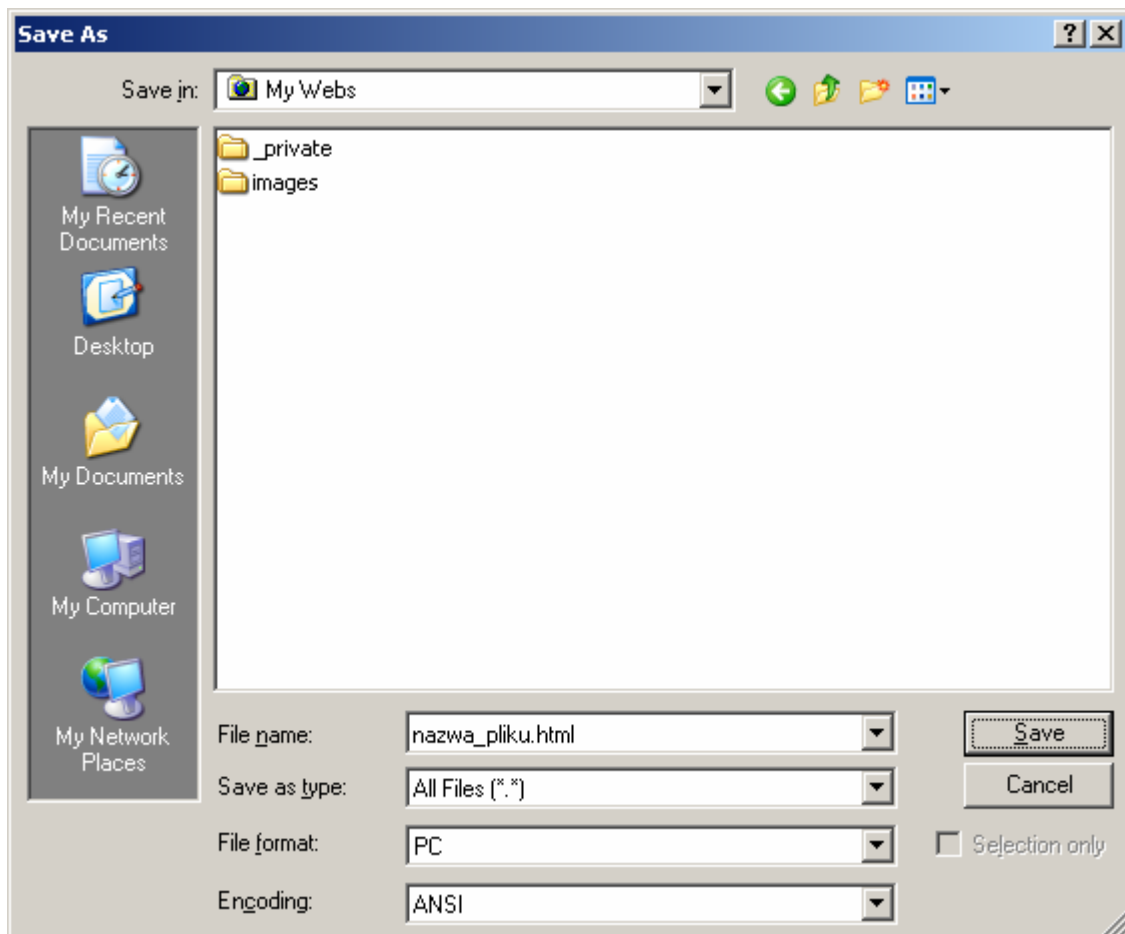 Save As
Save in: My Webs
_private
images
My Recent
Documents
Desktop
My Documents
My Computer
My Network
Places
File name: nazwa_pliku.html Save
Save as type: All Files (*.*) Cancel
File format: PC Selection only
Encoding: ANSI